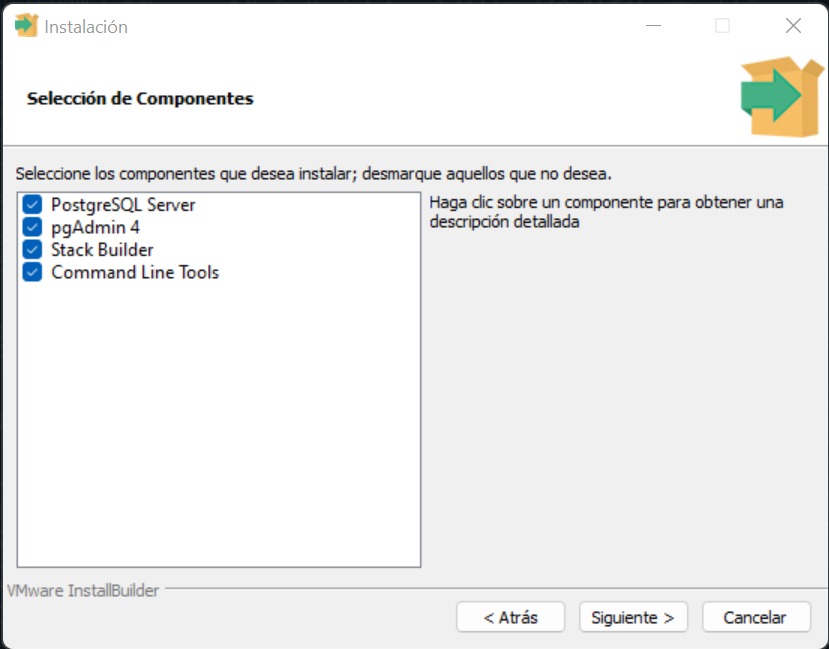 Instalación
Selección de Componentes
Seleccione los componentes que desea instalar; desmarque aquellos que no desea.
PostgreSQL Server
pgAdmin 4
Stack Builder
Command Line Tools
Haga clic sobre un componente para obtener una
descripción detallada
VMware InstallBuilder
< Atrás
Siguiente >
Cancelar